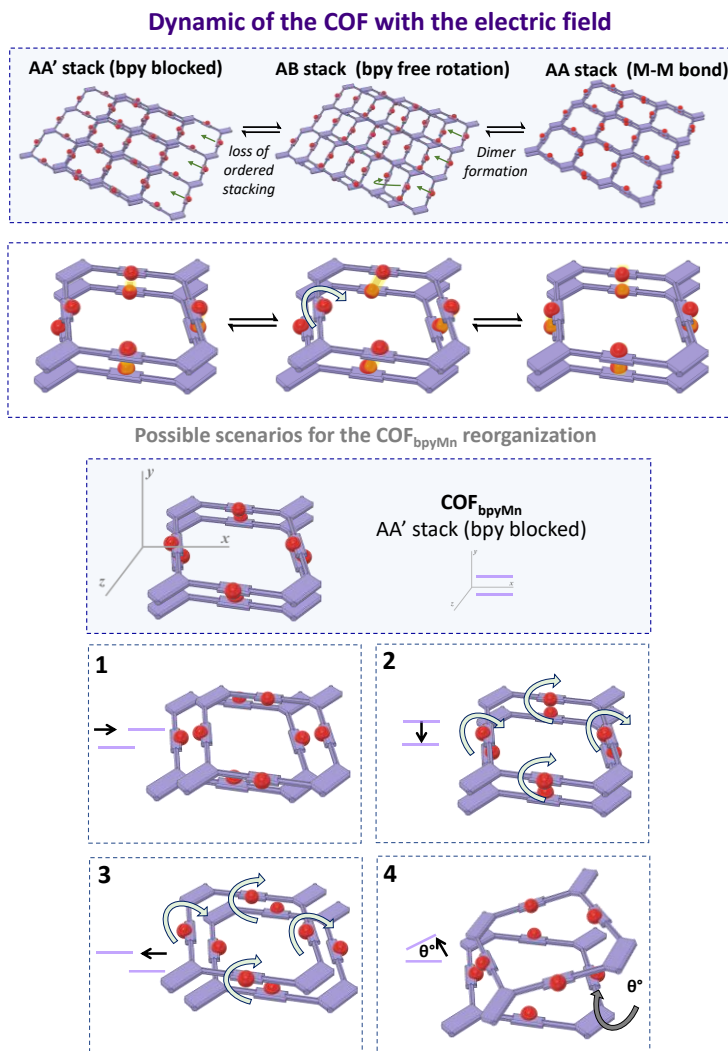 Dynamic of the COF with the electric field
AA' stack (bpy blocked)
AB stack (bpy free rotation)
AA stack (M-M bond)
loss of
ordered
stacking
Dimer
formation
Possible scenarios for the COFbpyMn reorganization
y
x
z
COFbpyMn
AA' stack (bpy blocked)
y
x
z
1
2
3
4
θ°
θ°